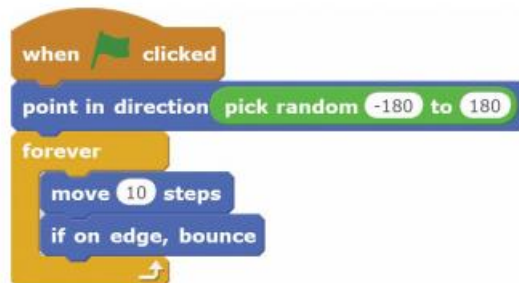 when clicked
point in direction pick random -180 to 180
forever
move 10 steps
if on edge, bounce